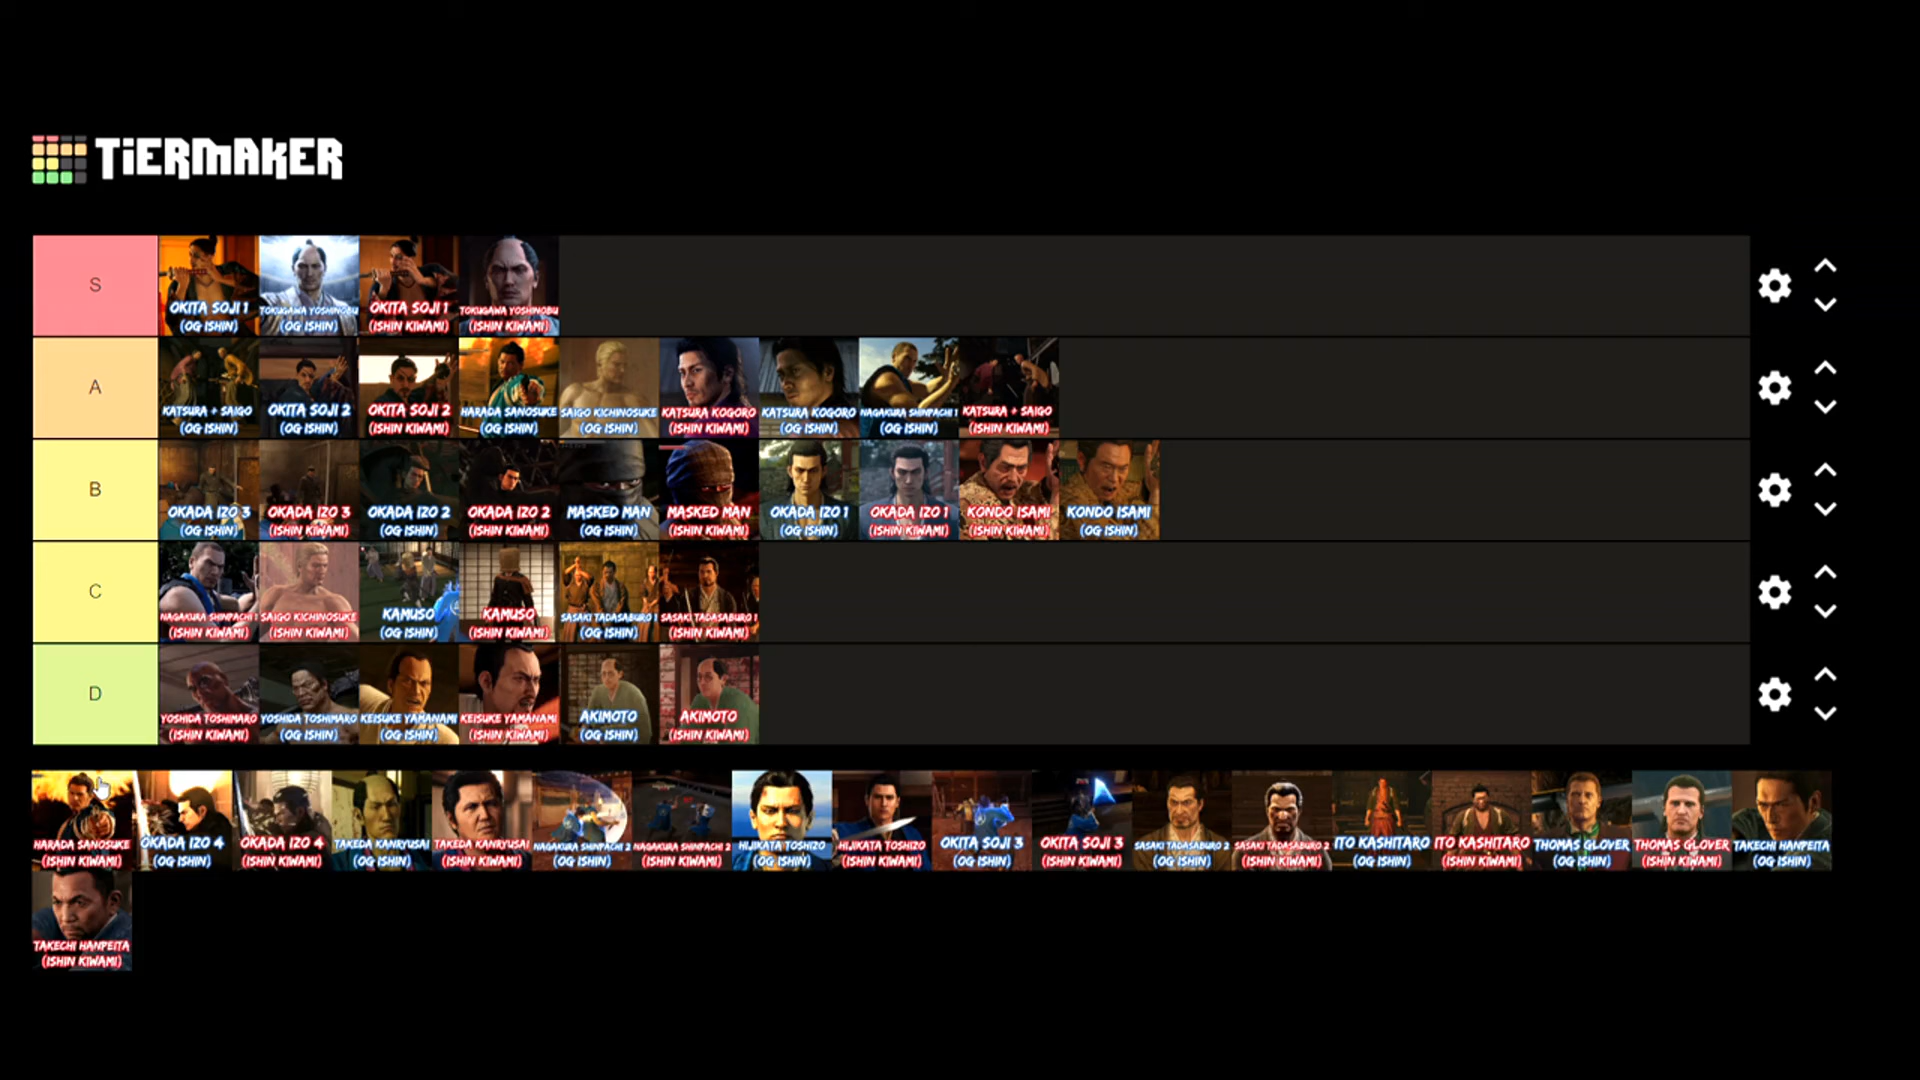 TiERMAKER
S
OKITA SOJI 1
(OG ISHIN)
TOKUGAWA YOSHINOBU
(OG ISHIN)
OKITA SOJI 1
(ISHIN KIWAMI)
TOKUGAWA YOSHINOBU
(ISHIN KIWAMI)
A
KATSURA + SAIGO
(OG ISHIN)
OKITA SOJI 2
(OG ISHIN)
OKITA SOJI 2
(ISHIN KIWAMI)
HARADA SANOSUKE
(OG ISHIN)
SAIGO KICHINOSUKE
(OG ISHIN)
KATSURA KOGORO
(ISHIN KIWAMI)
KATSURA KOGORO
(OG ISHIN)
NAGAKURA SHINPACHI 1
(OG ISHIN)
KATSURA + SAIGO
(ISHIN KIWAMI)
B
OKADA IZO 3
(OG ISHIN)
OKADA IZO 3
(ISHIN KIWAMI)
OKADA IZO 2
(OG ISHIN)
OKADA IZO 2
(ISHIN KIWAMI)
MASKED MAN
(OG ISHIN)
MASKED MAN
(ISHIN KIWAMI)
OKADA IZO 1
(OG ISHIN)
OKADA IZO 1
(ISHIN KIWAMI)
KONDO ISAMI
(ISHIN KIWAMI)
KONDO ISAMI
(OG ISHIN)
C
NAGAKURA SHINPACHI 1
(ISHIN KIWAMI)
SAIGO KICHINOSUKE
(ISHIN KIWAMI)
KAMUSO
(OG ISHIN)
KAMUSO
(ISHIN KIWAMI)
SASAKI TADASABURO 1
(OG ISHIN)
SASAKI TADASABURO 1
(ISHIN KIWAMI)
D
YOSHIDA TOSHIMARO
(ISHIN KIWAMI)
YOSHIDA TOSHIMARO
(OG ISHIN)
KEISUKE YAMANAMI
(OG ISHIN)
KEISUKE YAMANAMI
(ISHIN KIWAMI)
AKIMOTO
(OG ISHIN)
AKIMOTO
(ISHIN KIWAMI)
HARADA SANOSUKE
(ISHIN KIWAMI)
OKADA IZO 4
(OG ISHIN)
OKADA IZO 4
(ISHIN KIWAMI)
TAKEDA KANRYUSAI
(OG ISHIN)
TAKEDA KANRYUSAI
(ISHIN KIWAMI)
NAGAKURA SHINPACHI 2
(OG ISHIN)
NAGAKURA SHINPACHI 2
(ISHIN KIWAMI)
HIJIKATA TOSHIZO
(OG ISHIN)
HIJIKATA TOSHIZO
(ISHIN KIWAMI)
OKITA SOJI 3
(OG ISHIN)
OKITA SOJI 3
(ISHIN KIWAMI)
SASAKI TADASABURO 2
(OG ISHIN)
SASAKI TADASABURO 2
(ISHIN KIWAMI)
ITO KASHITARO
(OG ISHIN)
ITO KASHITARO
(ISHIN KIWAMI)
THOMAS GLOVER
(OG ISHIN)
THOMAS GLOVER
(ISHIN KIWAMI)
TAKECHI HANPEITA
(OG ISHIN)
TAKECHI HANPEITA
(ISHIN KIWAMI)